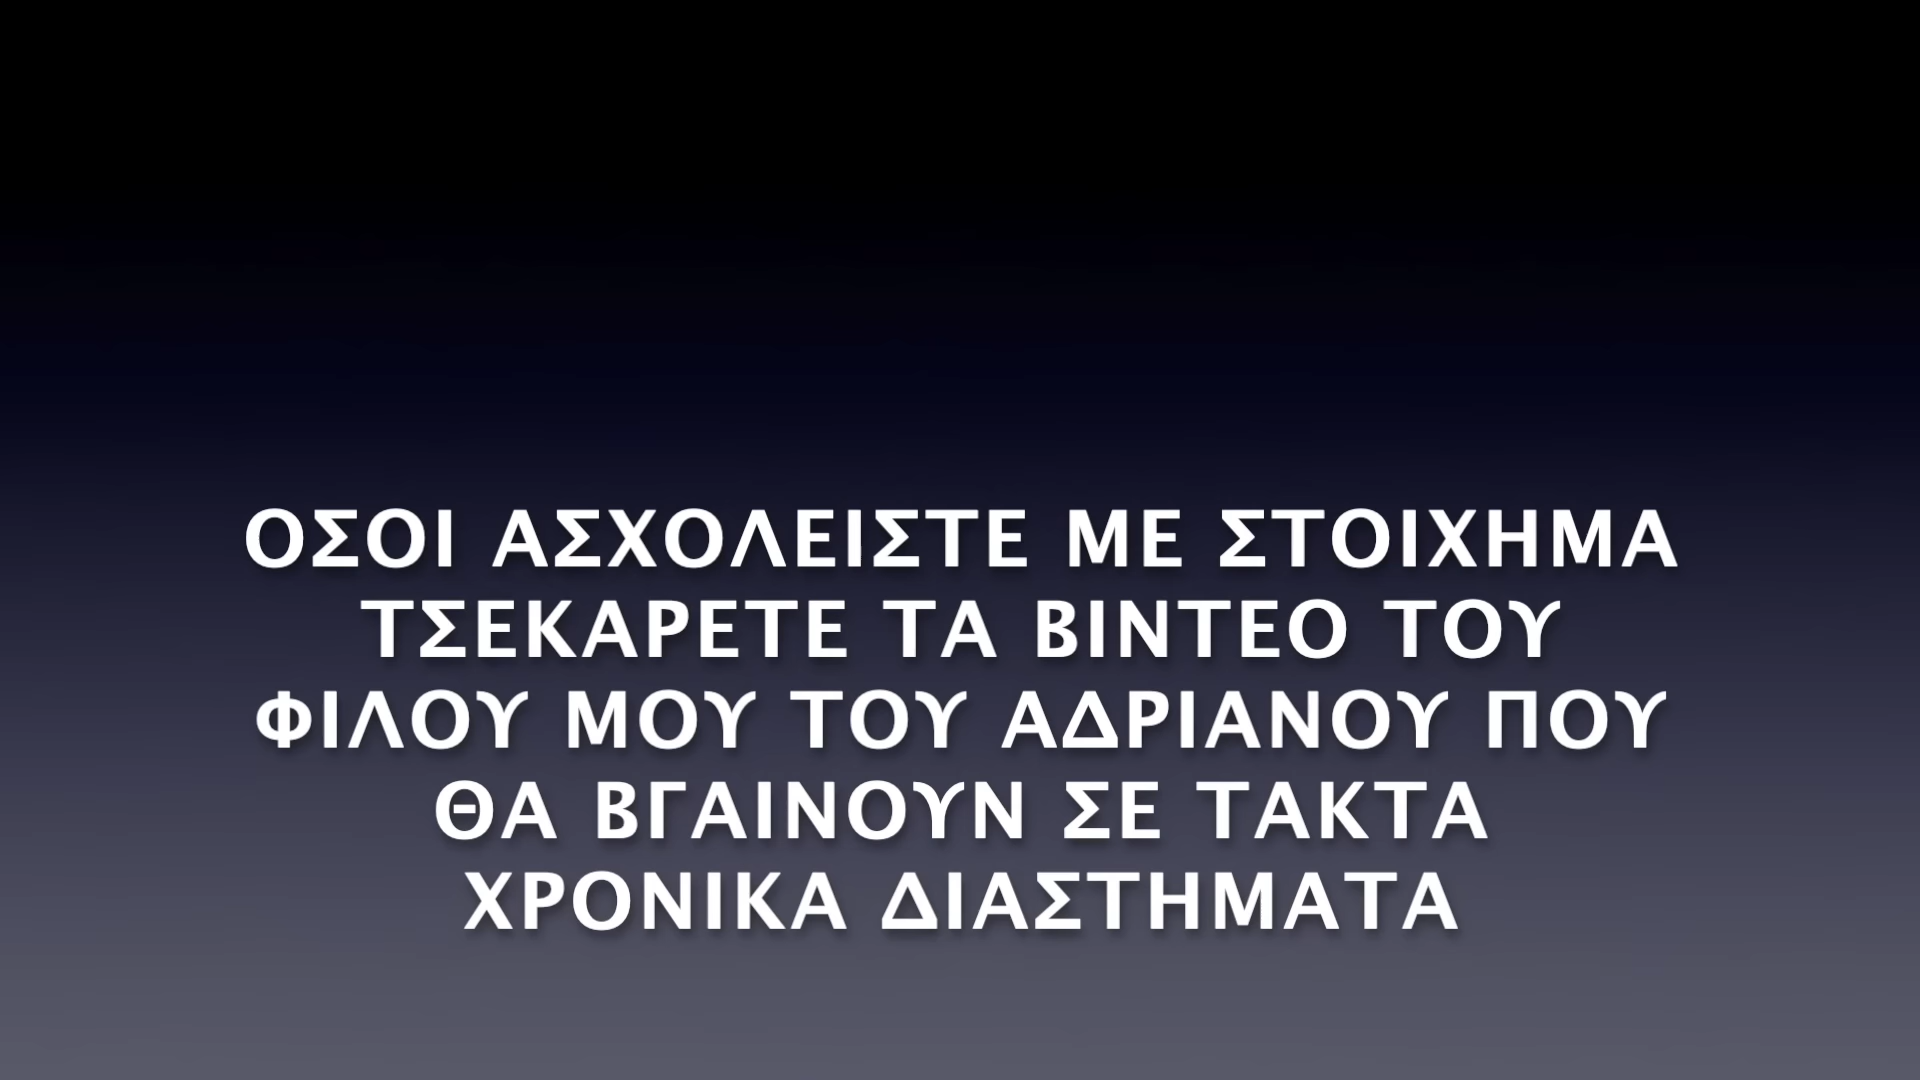 ΟΣΟΙ ΑΣΧΟΛΕΙΣΤΕ ΜΕ ΣΤΟΙΧΗΜΑ
ΤΣΕΚΑΡΕΤΕ ΤΑ ΒΙΝΤΕΟ ΤΟΥ
ΦΙΛΟΥ ΜΟΥ ΤΟΥ ΑΔΡΙΑΝΟΥ ΠΟΥ
ΘΑ ΒΓΑΙΝΟΥΝ ΣΕ ΤΑΚΤΑ
ΧΡΟΝΙΚΑ ΔΙΑΣΤΗΜΑΤΑ